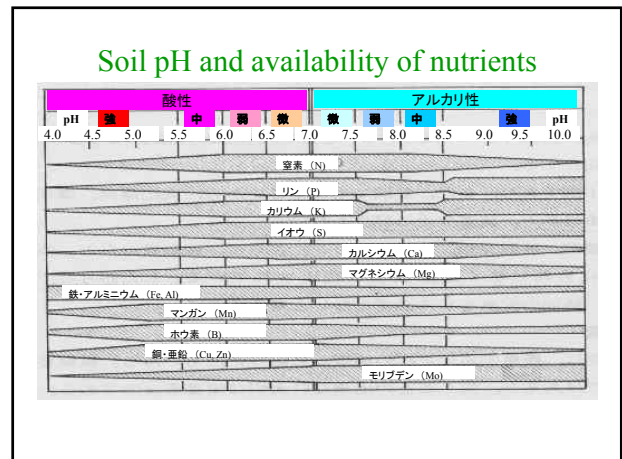 Soil pH and availability of nutrients
酸性 アルカリ性
pH 強 中 弱 微 微 弱 中 強 pH
4.0 4.5 5.0 5.5 6.0 6.5 7.0 7.5 8.0 8.5 9.0 9.5 10.0
窒素 (N)
リン (P)
カリウム (K)
イオウ (S)
カルシウム (Ca)
マグネシウム (Mg)
鉄・アルミニウム (Fe, Al)
マンガン (Mn)
ホウ素 (B)
銅・亜鉛 (Cu, Zn)
モリブデン (Mo)